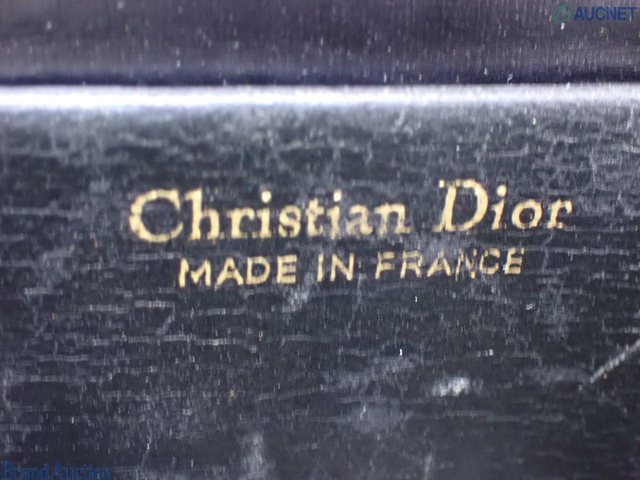 AUCNET
Christian Dior
MADE IN FRANCE
Brand Auction